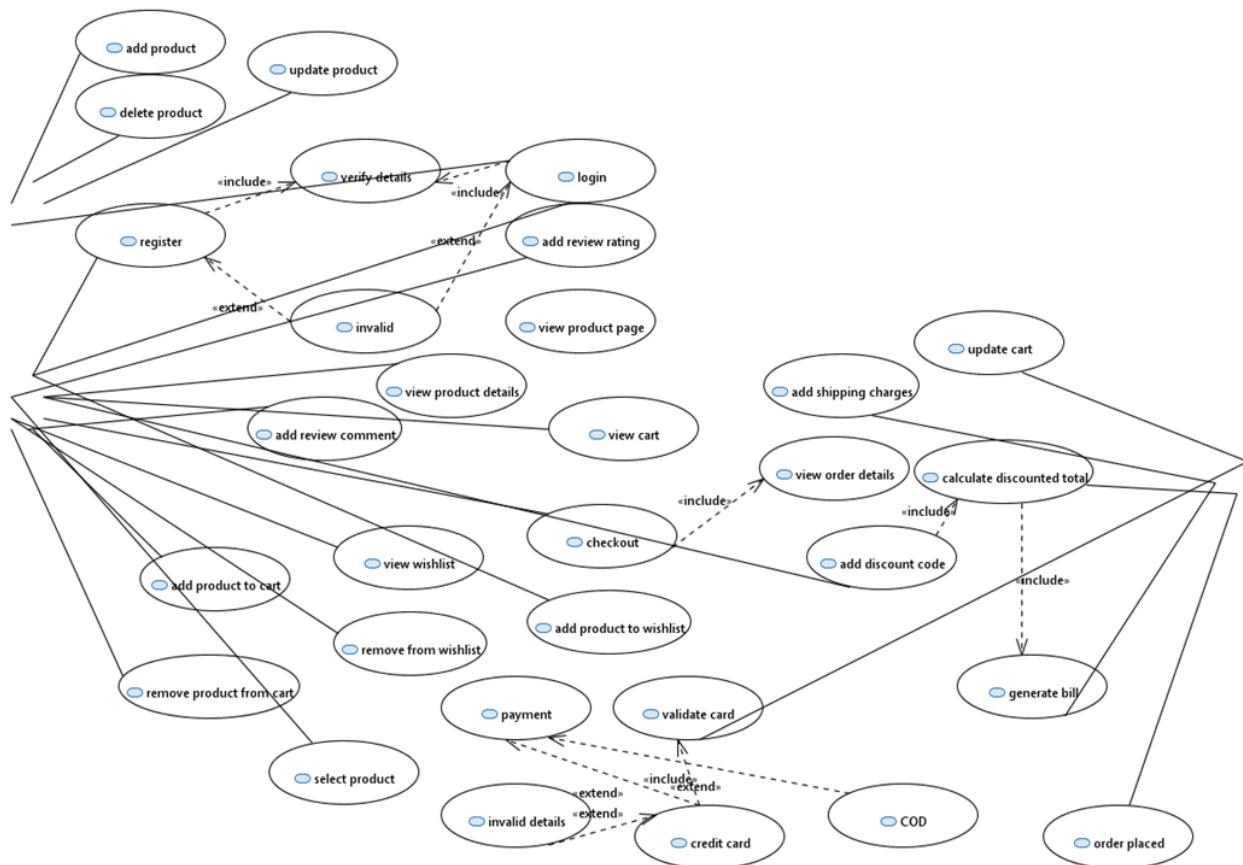 add product
update product
delete product
«include»
verify details
login
«include»
register
«extend»
add review rating
«extend»
invalid
view product page
update cart
view product details
add shipping charges
add review comment
view cart
view order details
calculate discounted total
«include»
«include»
checkout
view wishlist
add discount code
«include»
add product to cart
add product to wishlist
remove from wishlist
remove product from cart
generate bill
payment
validate card
select product
«include»
«extend»
«extend»
«extend»
invalid details
COD
credit card
order placed